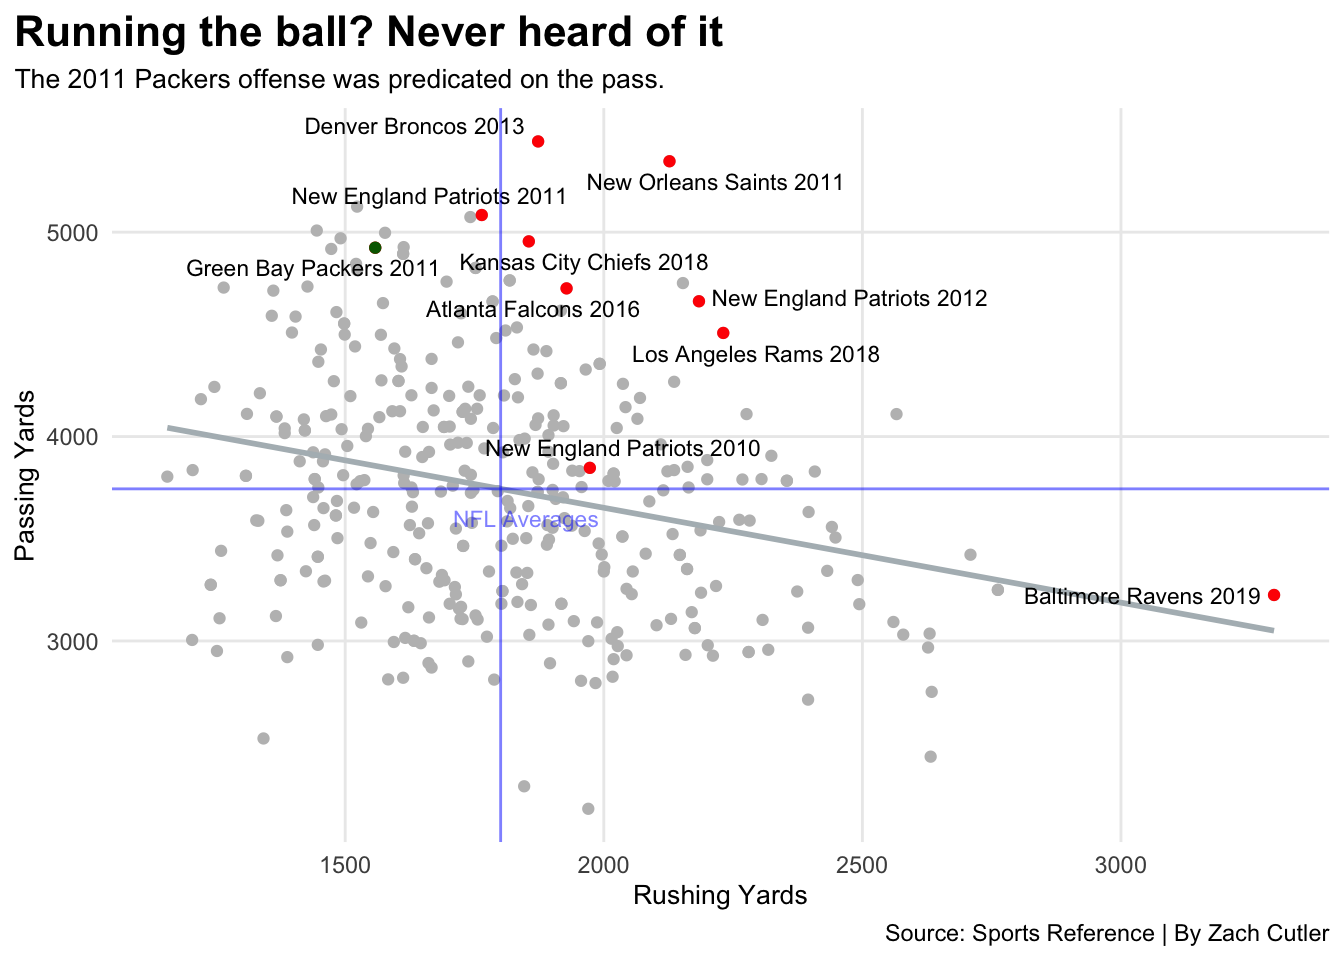 Running the ball? Never heard of it
The 2011 Packers offense was predicated on the pass.
Denver Broncos 2013
New Orleans Saints 2011
New England Patriots 2011
Green Bay Packers 2011
Kansas City Chiefs 2018
Atlanta Falcons 2016
New England Patriots 2012
Los Angeles Rams 2018
New England Patriots 2010
NFL Averages
Baltimore Ravens 2019
Passing Yards
5000
4000
3000
1500
2000
2500
3000
Rushing Yards
Source: Sports Reference | By Zach Cutler